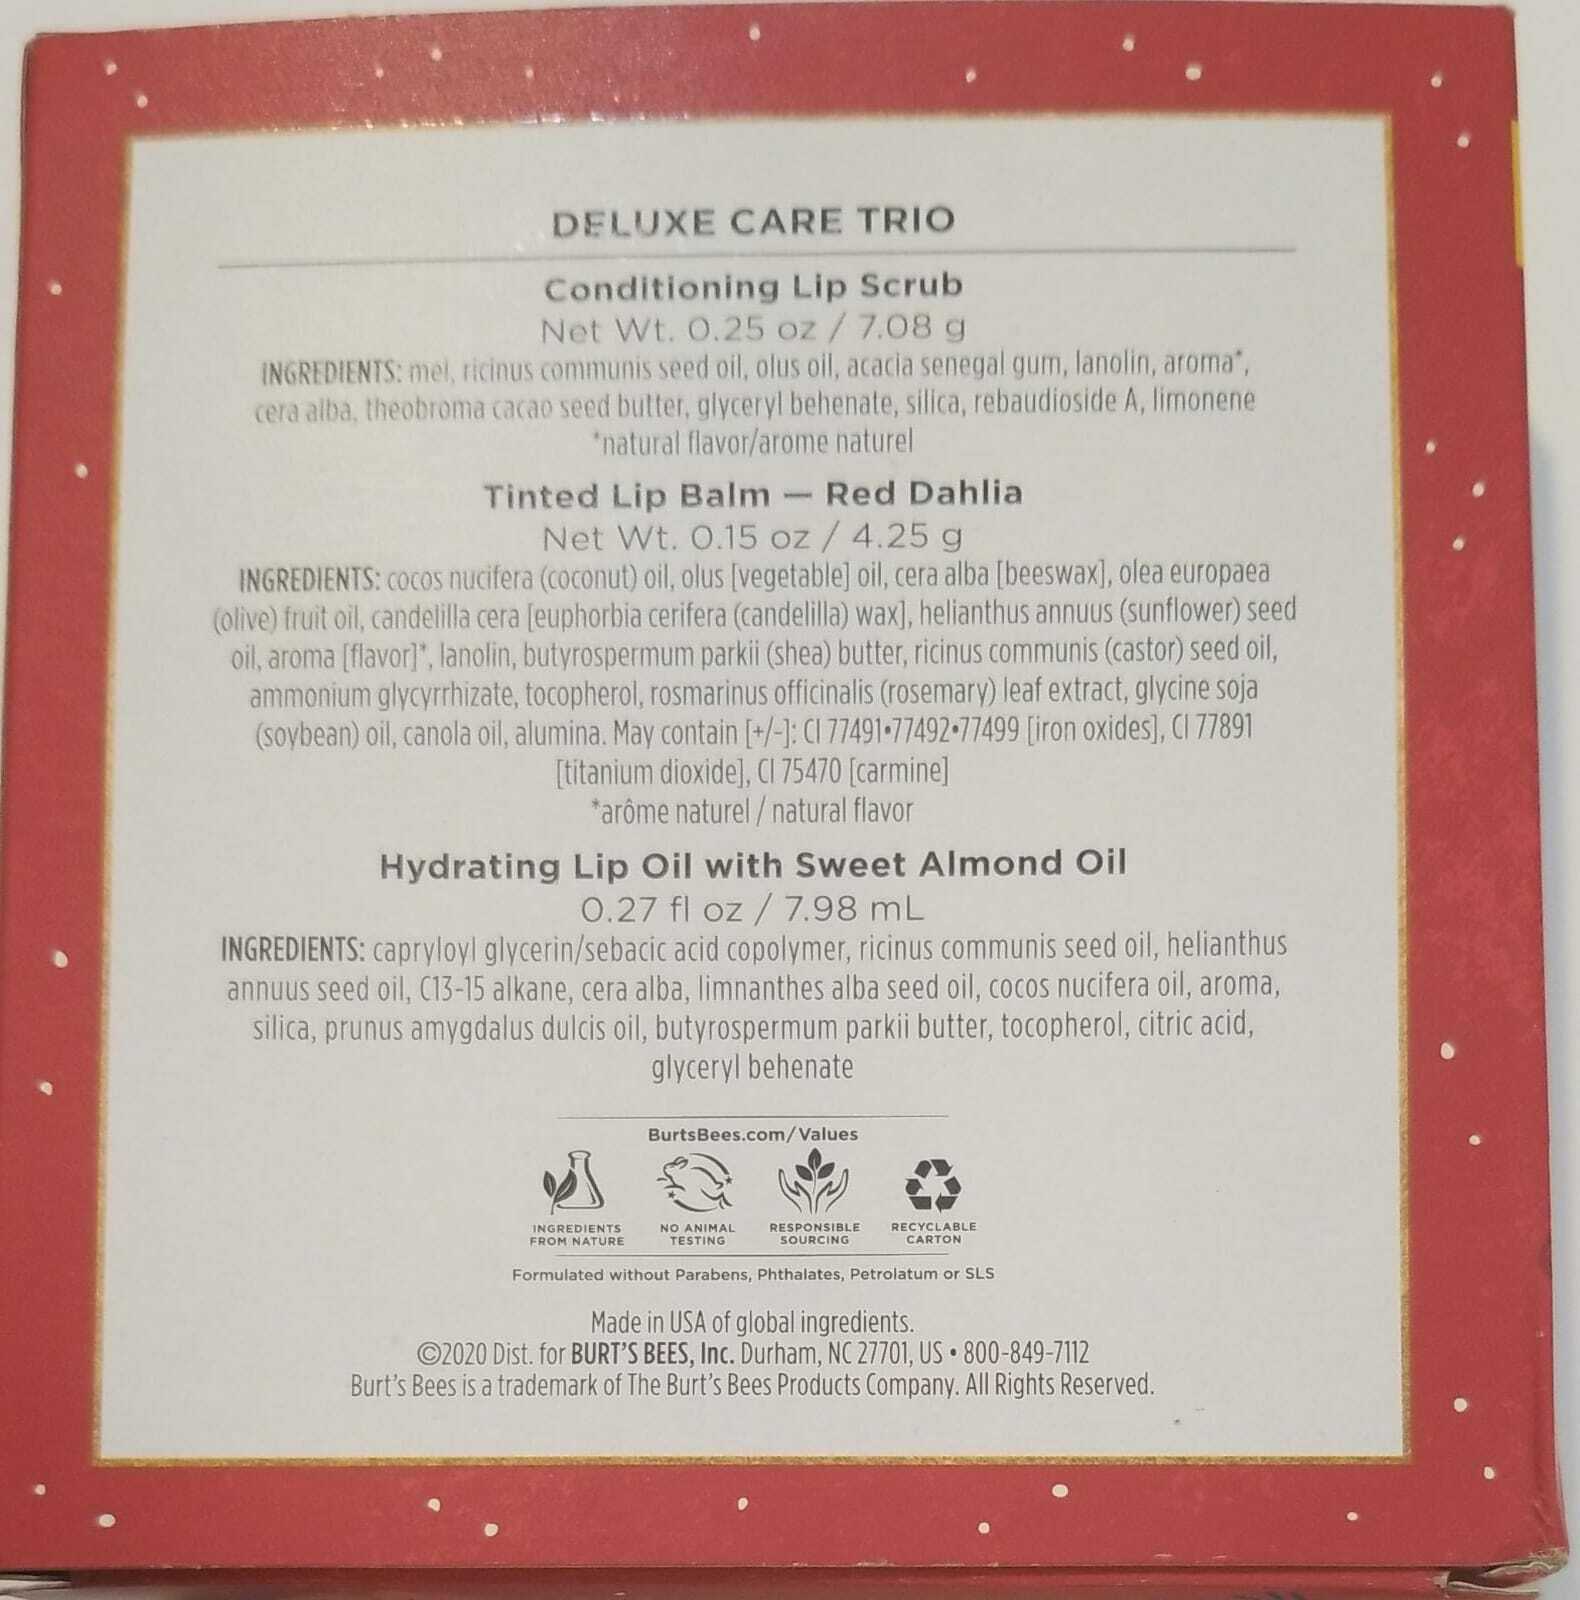 DELUXE CARE TRIO
Conditioning Lip Scrub
Net Wt. 0.25 oz / 7.08 g
INGREDIENTS: mel, ricinus communis seed oil, olus oil, acacia senegal gum, lanolin, aroma*,
cera alba, theobroma cacao seed butter, glyceryl behenate, silica, rebaudioside A, limonene
*natural flavor/arome naturel
Tinted Lip Balm — Red Dahlia
Net Wt. 0.15 oz / 4.25 g
INGREDIENTS: cocos nucifera (coconut) oil, olus [vegetable] oil, cera alba [beeswax], olea europaea
(olive) fruit oil, candelilla cera [euphorbia cerifera (candelilla) wax], helianthus annuus (sunflower) seed
oil, aroma [flavor]*, lanolin, butyrospermum parkii (shea) butter, ricinus communis (castor) seed oil,
ammonium glycyrrhizate, tocopherol, rosmarinus officinalis (rosemary) leaf extract, glycine soja
(soybean) oil, canola oil, alumina. May contain [+/-]: CI 77491•77492•77499 [iron oxides], CI 77891
[titanium dioxide], CI 75470 [carmine]
*arôme naturel / natural flavor
Hydrating Lip Oil with Sweet Almond Oil
0.27 fl oz / 7.98 mL
INGREDIENTS: capryloyl glycerin/sebacic acid copolymer, ricinus communis seed oil, helianthus
annuus seed oil, C13-15 alkane, cera alba, limnanthes alba seed oil, cocos nucifera oil, aroma,
silica, prunus amygdalus dulcis oil, butyrospermum parkii butter, tocopherol, citric acid,
glyceryl behenate
BurtsBees.com/Values
INGREDIENTS NO ANIMAL RESPONSIBLE RECYCLABLE
FROM NATURE TESTING SOURCING CARTON
Formulated without Parabens, Phthalates, Petrolatum or SLS
Made in USA of global ingredients.
©2020 Dist. for BURT'S BEES, Inc. Durham, NC 27701, US • 800-849-7112
Burt's Bees is a trademark of The Burt's Bees Products Company. All Rights Reserved.